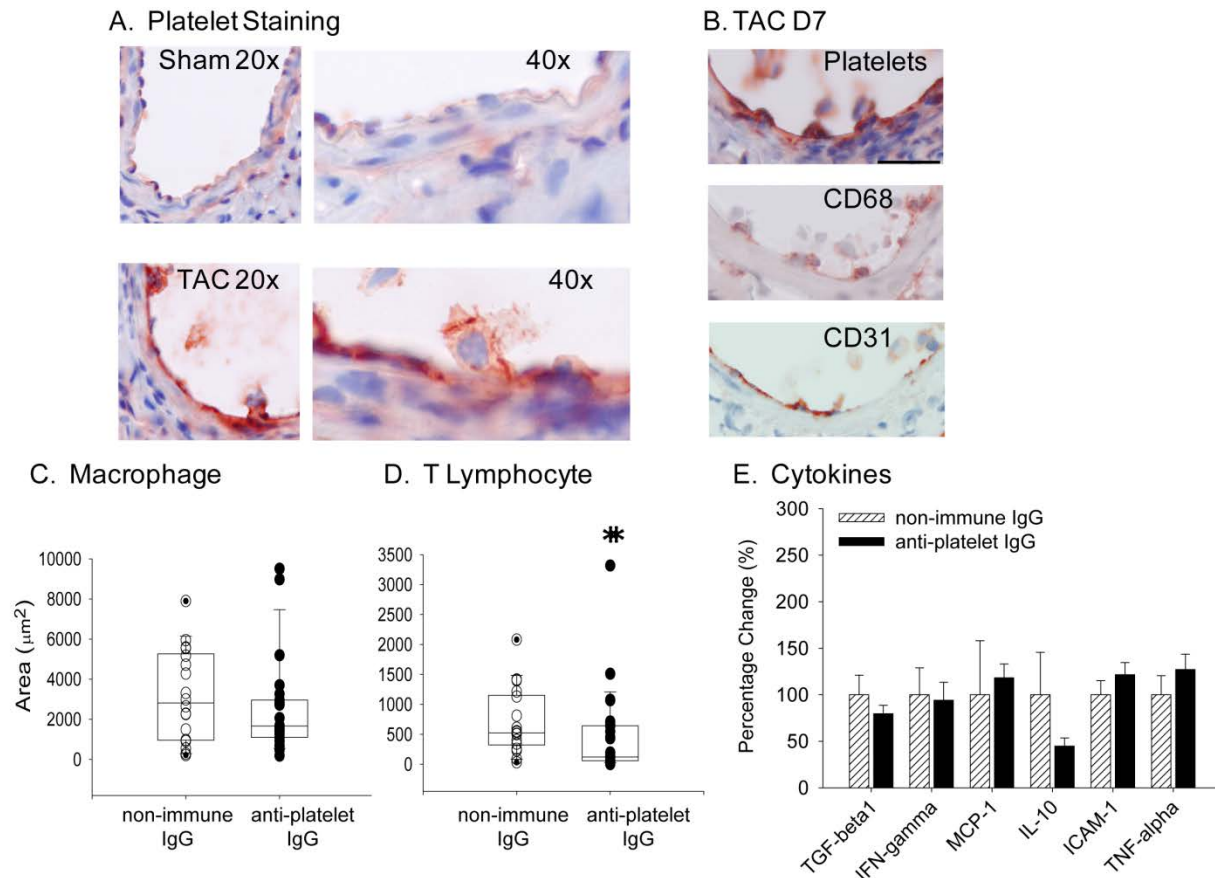 A. Platelet Staining
B. TAC D7
Sham 20x
40x
Platelets
CD68
TAC 20x
40x
CD31
C. Macrophage
D. T Lymphocyte
E. Cytokines
Area (μm²)
10000
8000
6000
4000
2000
0
non-immune
IgG
anti-platelet
IgG
**
3500
3000
2500
2000
1500
1000
500
0
non-immune
IgG
anti-platelet
IgG
Percentage Change (%)
300
250
200
150
100
50
0
non-immune IgG
anti-platelet IgG
TGF-beta1
IFN-gamma
MCP-1
IL-10
ICAM-1
TNF-alpha